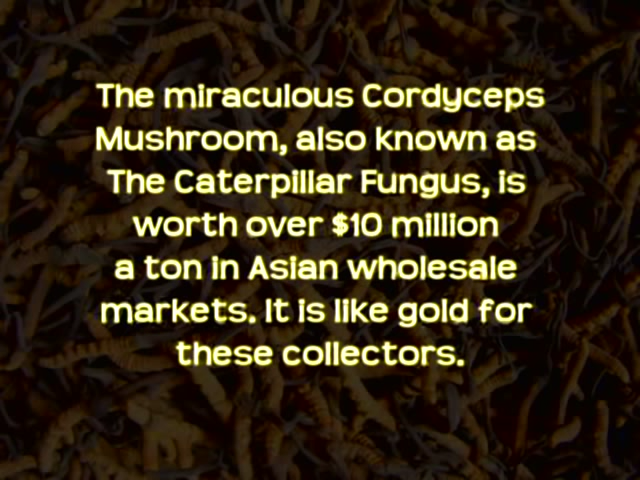 The miraculous Cordyceps
Mushroom, also known as
The Caterpillar Fungus, is
worth over $10 million
a ton in Asian wholesale
markets. It is like gold for
these collectors.